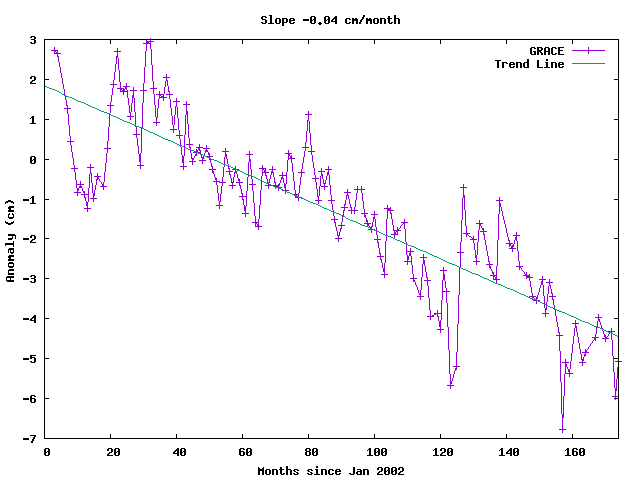 Slope -0.04 cm/month
GRACE
Trend Line
3
2
1
0
-1
-2
-3
-4
-5
-6
-7
Anomaly (cm)
0 20 40 60 80 100 120 140 160
Months since Jan 2002